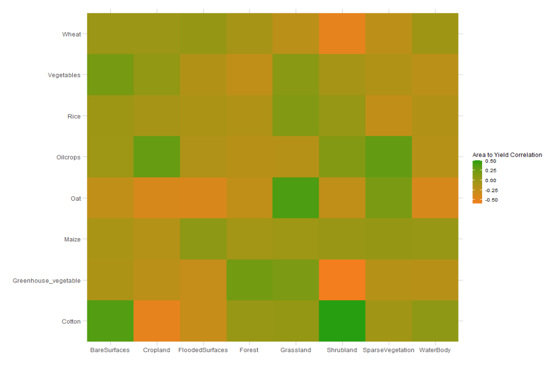 Wheat
Vegetables
Rice
Oilcrops
Oat
Maize
Greenhouse_vegetable
Cotton
BareSurfaces Cropland FloodedSurfaces Forest Grassland Shrubland SparseVegetation WaterBody
Area to Yield Correlation
0.50
0.25
0.00
-0.25
-0.50